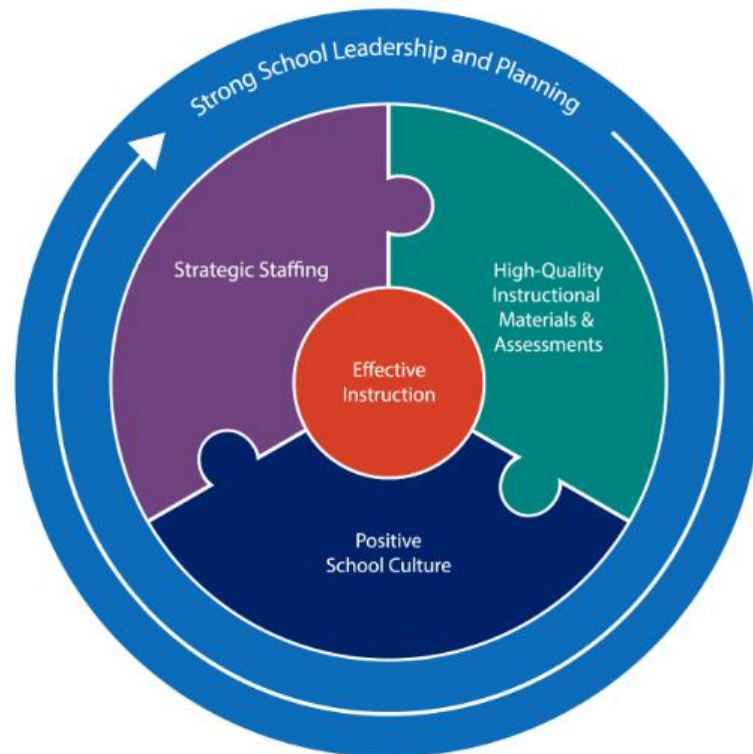 Strong School Leadership and Planning
Strategic Staffing
High-Quality
Instructional
Materials &
Assessments
Effective
Instruction
Positive
School Culture